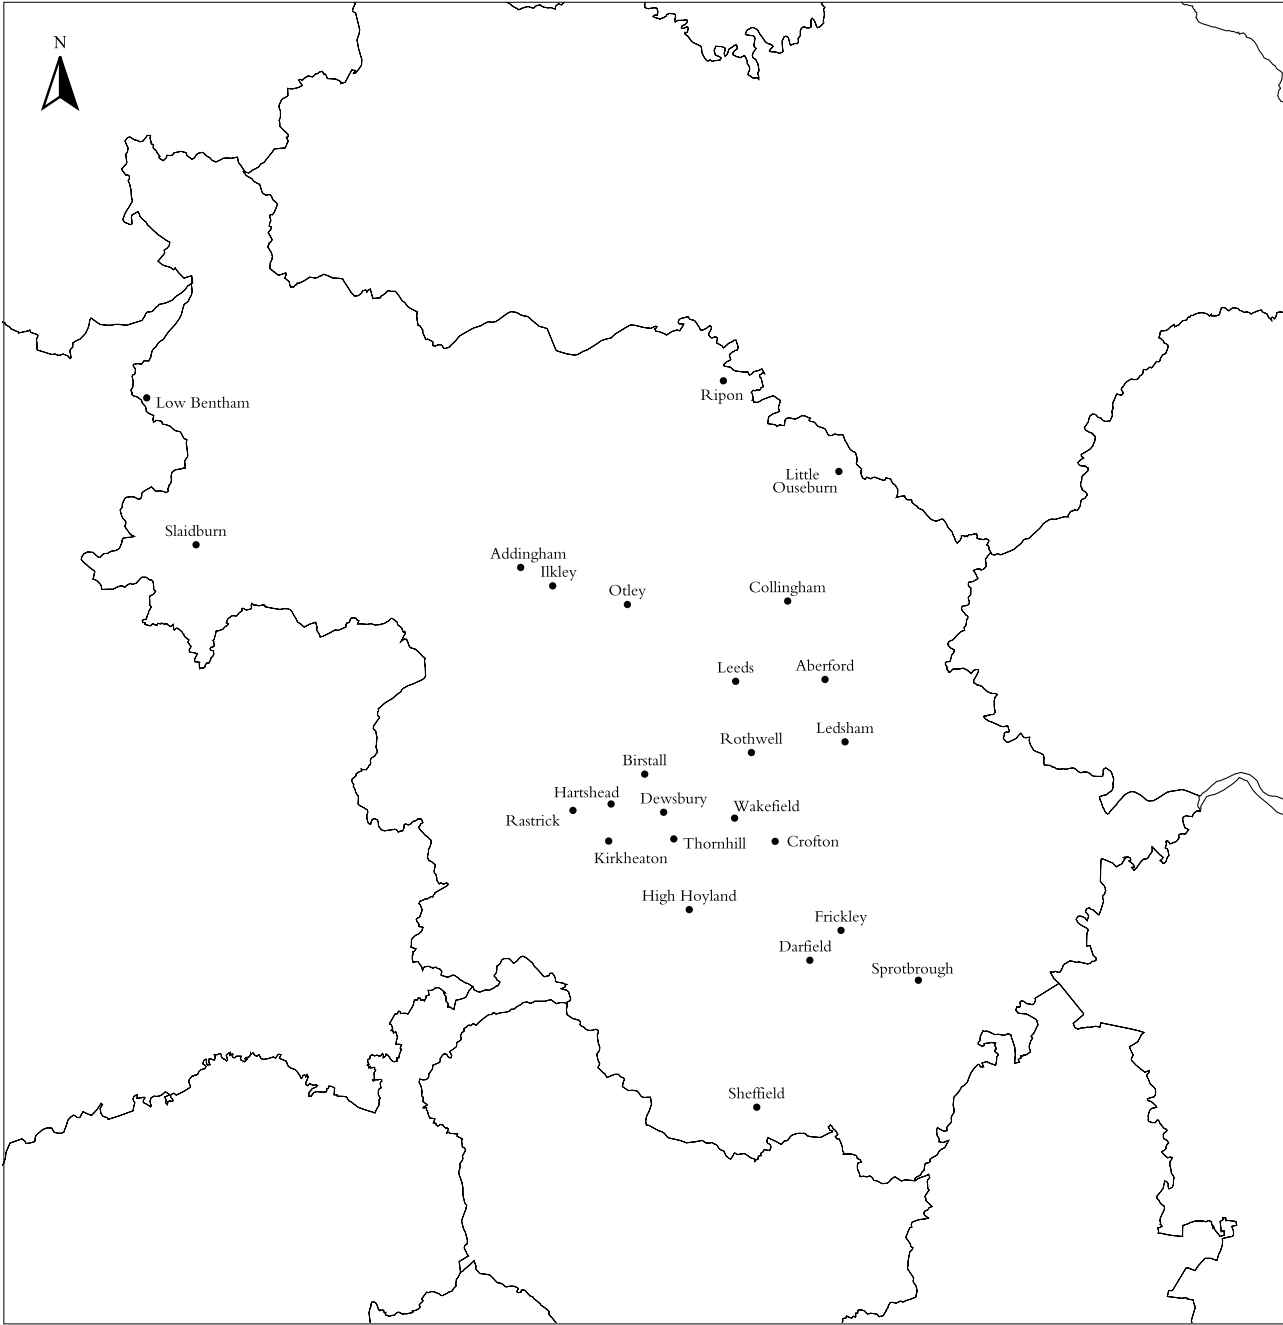 N
Ripon
Low Bentham
Little
Ouseburn
Slaidburn
Addingham
Ilkley
Otley
Collingham
Leeds
Aberford
Ledsham
Rothwell
Birstall
Hartshead
Dewsbury
Wakefield
Rastrick
Thornhill
Crofton
Kirkheaton
High Hoyland
Frickley
Darfield
Sprotbrough
Sheffield